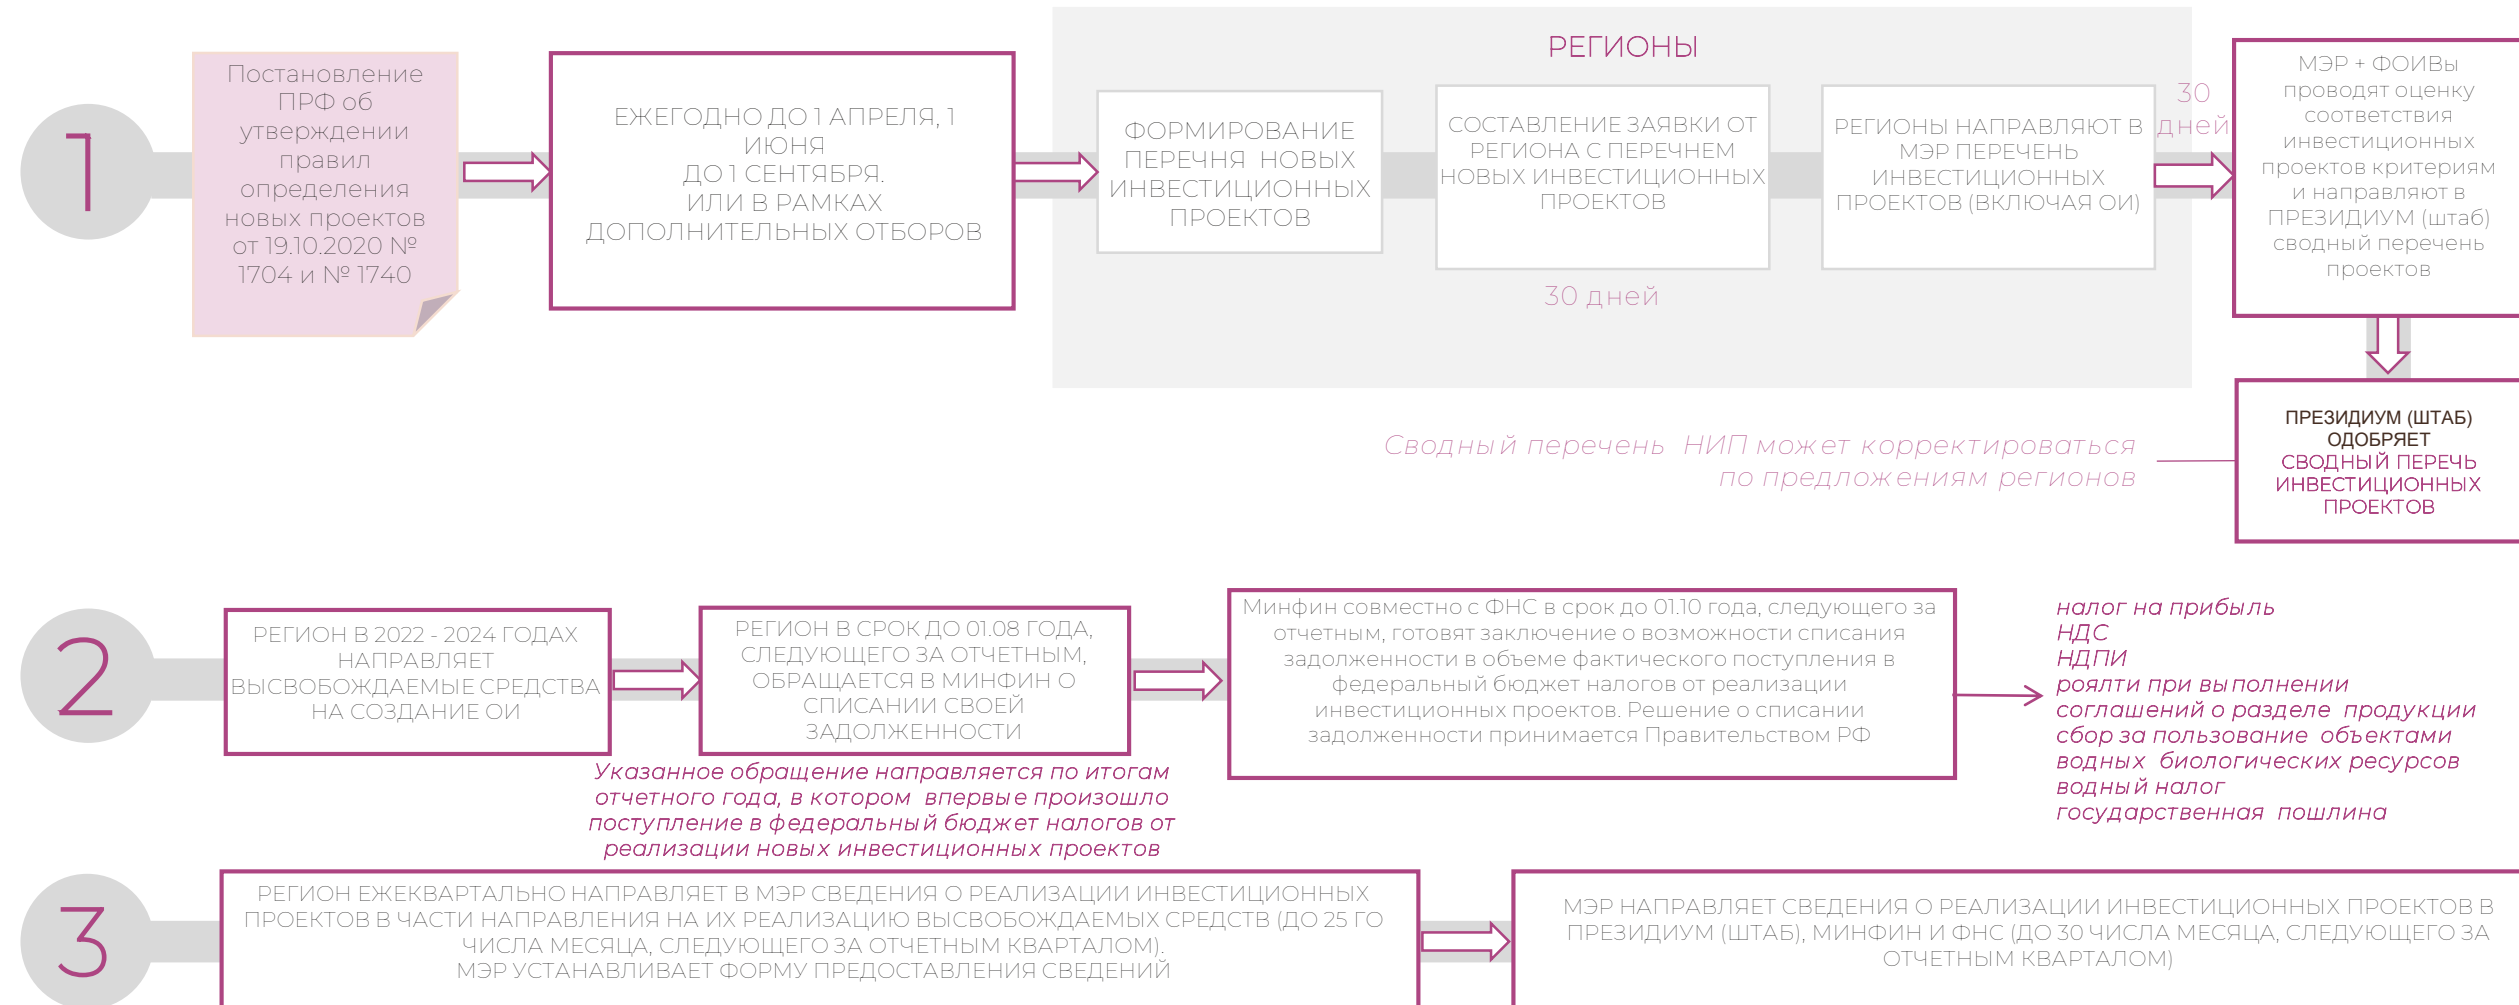 1
Постановление
ПРФ об
утверждении
правил
определения
новых проектов
от 19.10.2020 №
1704 и № 1740
ЕЖЕГОДНО ДО 1 АПРЕЛЯ, 1
ИЮНЯ
ДО 1 СЕНТЯБРЯ.
ИЛИ В РАМКАХ
ДОПОЛНИТЕЛЬНЫХ ОТБОРОВ
РЕГИОНЫ
ФОРМИРОВАНИЕ
ПЕРЕЧНЯ НОВЫХ
ИНВЕСТИЦИОННЫХ
ПРОЕКТОВ
СОСТАВЛЕНИЕ ЗАЯВКИ ОТ
РЕГИОНА С ПЕРЕЧНЕМ
НОВЫХ ИНВЕСТИЦИОННЫХ
ПРОЕКТОВ
30 дней
РЕГИОНЫ НАПРАВЛЯЮТ В
МЭР ПЕРЕЧЕНЬ
ИНВЕСТИЦИОННЫХ
ПРОЕКТОВ (ВКЛЮЧАЯ ОИ)
30
дней
МЭР + ФОИВы
проводят оценку
соответствия
инвестиционных
проектов критериям
и направляют в
ПРЕЗИДИУМ (штаб)
сводный перечень
проектов
ПРЕЗИДИУМ (ШТАБ)
ОДОБРЯЕТ
СВОДНЫЙ ПЕРЕЧЬ
ИНВЕСТИЦИОННЫХ
ПРОЕКТОВ
Сводный перечень НИП может корректироваться
по предложениям регионов
2
РЕГИОН В 2022 - 2024 ГОДАХ
НАПРАВЛЯЕТ
ВЫСВОБОЖДАЕМЫЕ СРЕДСТВА
НА СОЗДАНИЕ ОИ
РЕГИОН В СРОК ДО 01.08 ГОДА,
СЛЕДУЮЩЕГО ЗА ОТЧЕТНЫМ,
ОБРАЩАЕТСЯ В МИНФИН О
СПИСАНИИ СВОЕЙ
ЗАДОЛЖЕННОСТИ
Указанное обращение направляется по итогам
отчетного года, в котором впервые произошло
поступление в федеральный бюджет налогов от
реализации новых инвестиционных проектов
Минфин совместно с ФНС в срок до 01.10 года, следующего за
отчетным, готовят заключение о возможности списания
задолженности в объеме фактического поступления в
федеральный бюджет налогов от реализации
инвестиционных проектов. Решение о списании
задолженности принимается Правительством РФ
налог на прибыль
НДС
НДПИ
роялти при выполнении
соглашений о разделе продукции
сбор за пользование объектами
водных биологических ресурсов
водный налог
государственная пошлина
3
РЕГИОН ЕЖЕКВАРТАЛЬНО НАПРАВЛЯЕТ В МЭР СВЕДЕНИЯ О РЕАЛИЗАЦИИ ИНВЕСТИЦИОННЫХ
ПРОЕКТОВ В ЧАСТИ НАПРАВЛЕНИЯ НА ИХ РЕАЛИЗАЦИЮ ВЫСВОБОЖДАЕМЫХ СРЕДСТВ (ДО 25 ГО
ЧИСЛА МЕСЯЦА, СЛЕДУЮЩЕГО ЗА ОТЧЕТНЫМ КВАРТАЛОМ).
МЭР УСТАНАВЛИВАЕТ ФОРМУ ПРЕДОСТАВЛЕНИЯ СВЕДЕНИЙ
МЭР НАПРАВЛЯЕТ СВЕДЕНИЯ О РЕАЛИЗАЦИИ ИНВЕСТИЦИОННЫХ ПРОЕКТОВ В
ПРЕЗИДИУМ (ШТАБ), МИНФИН И ФНС (ДО 30 ЧИСЛА МЕСЯЦА, СЛЕДУЮЩЕГО ЗА
ОТЧЕТНЫМ КВАРТАЛОМ)